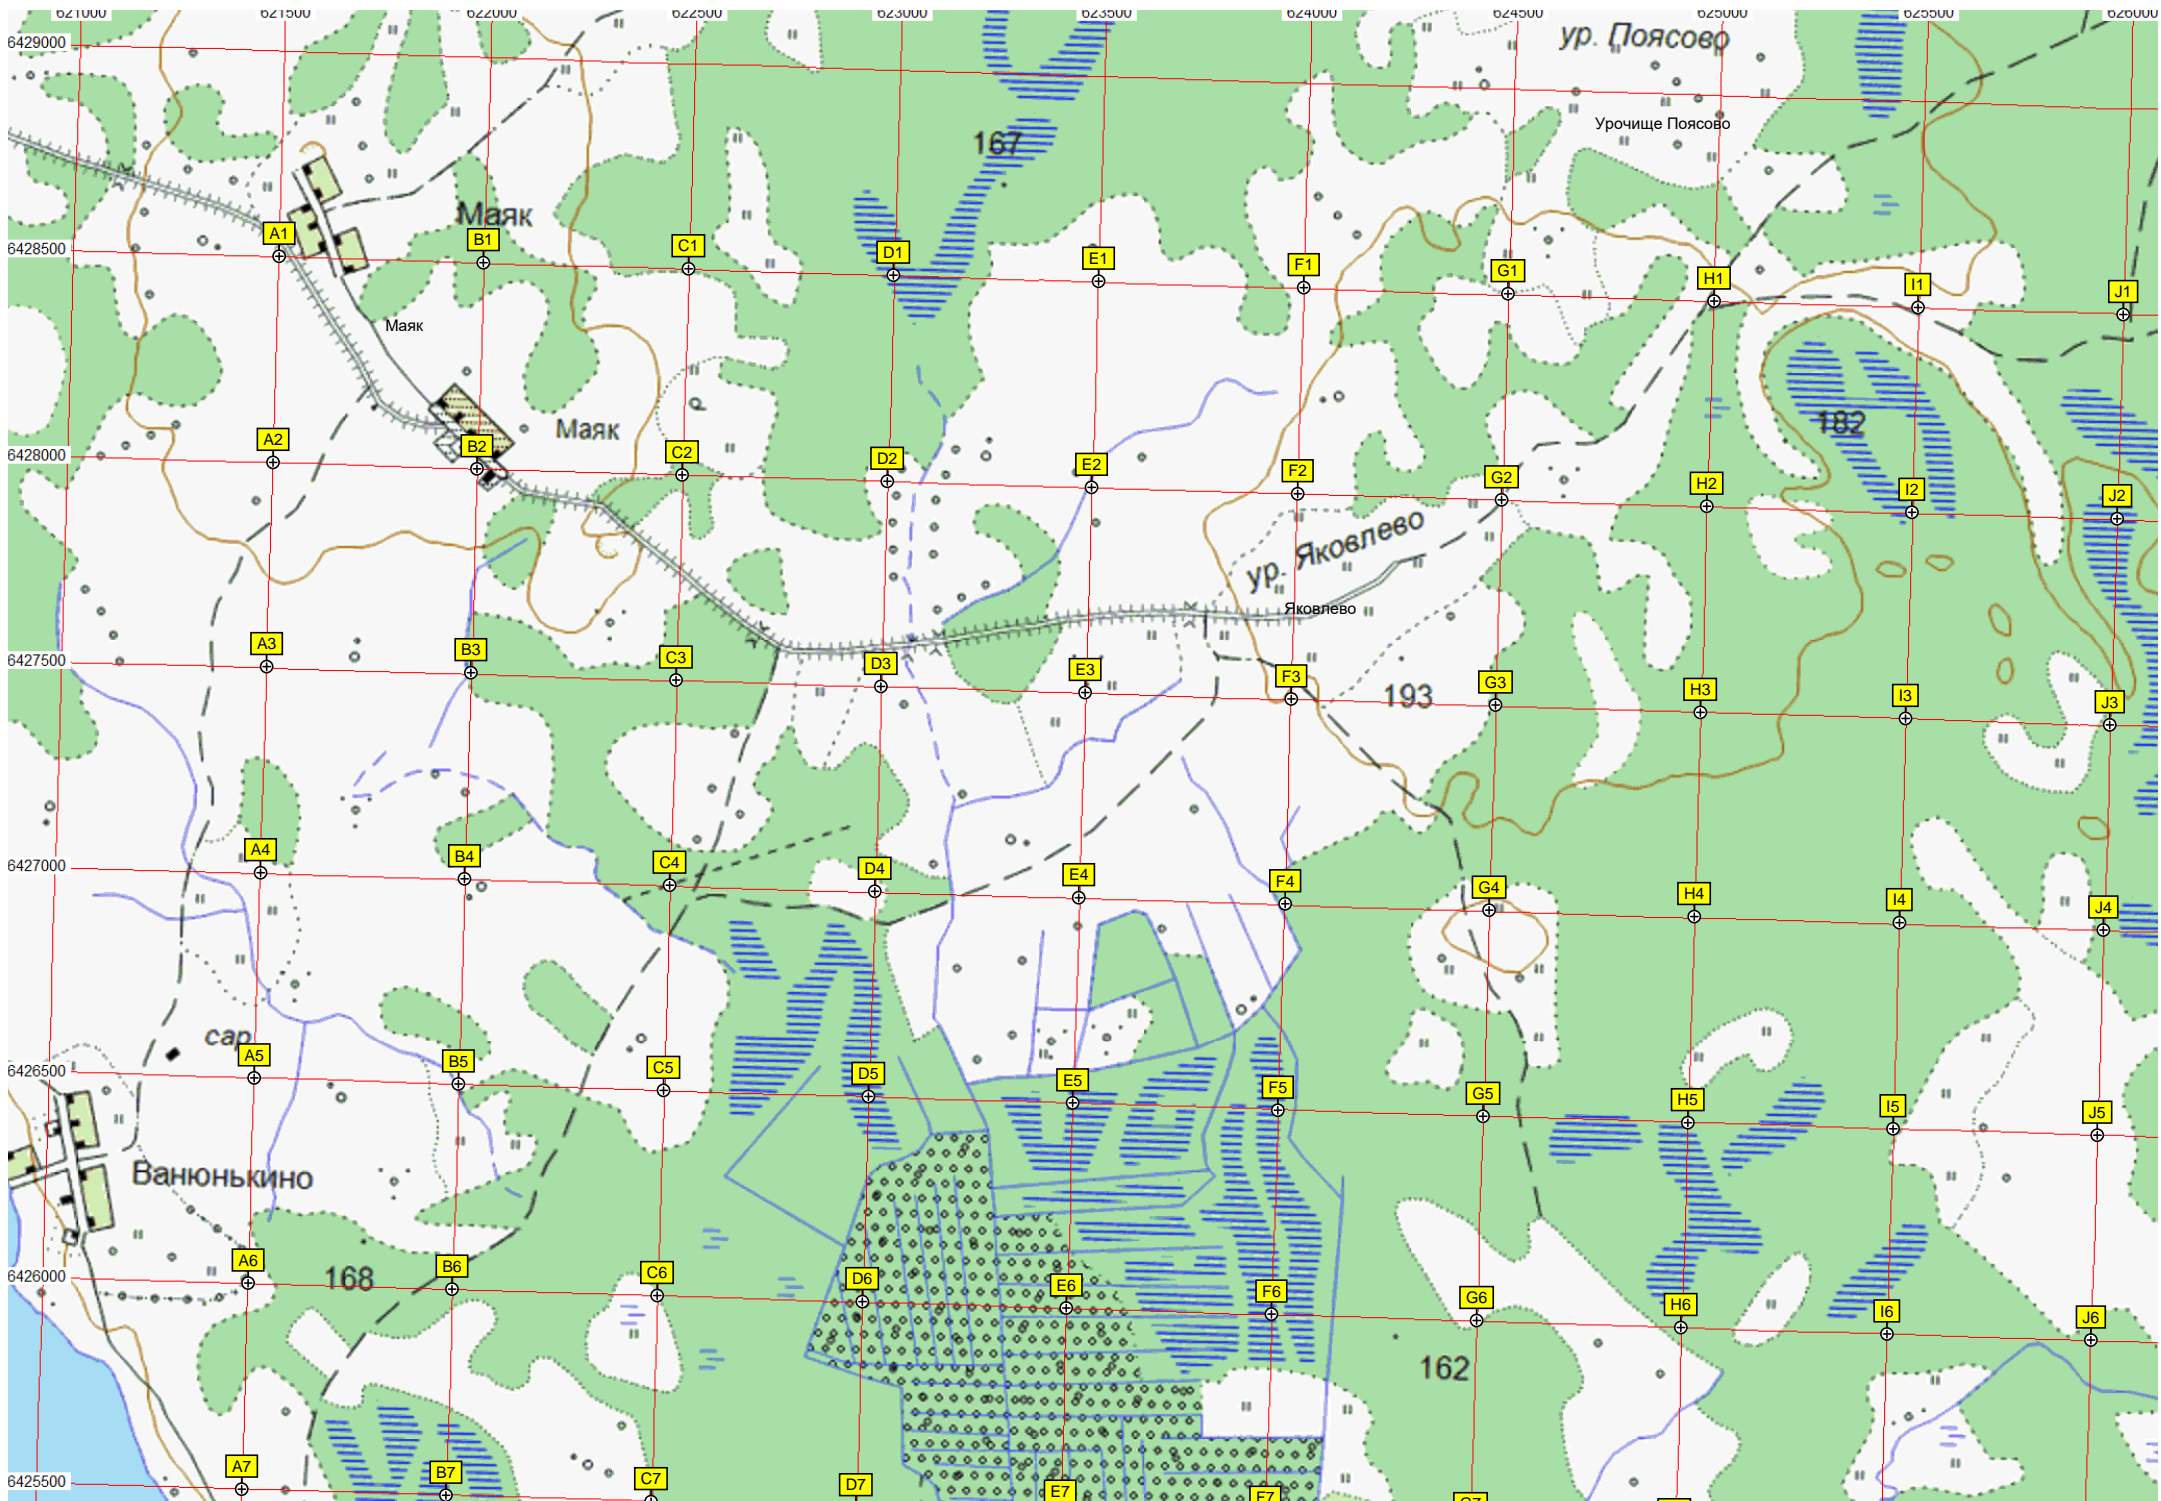 621000 621500 622000 622500 623000 623500 624000 624500 625000 625500 626000
6429000
ур. Поясово
Урочище Поясово
167
Маяк
A1 B1 C1 D1 E1 F1 G1 H1 I1 J1
6428500
Маяк
182
Маяк
A2 B2 C2 D2 E2 F2 G2 H2 I2 J2
6428000
ур. Яковлево
Яковлево
A3 B3 C3 D3 E3 F3 G3 H3 I3 J3
6427500
193
A4 B4 C4 D4 E4 F4 G4 H4 I4 J4
6427000
сар
A5 B5 C5 D5 E5 F5 G5 H5 I5 J5
6426500
Ванюнькино
A6 B6 C6 D6 E6 F6 G6 H6 I6 J6
6426000
168
162
A7 B7 C7 D7 E7 F7 G7
6425500